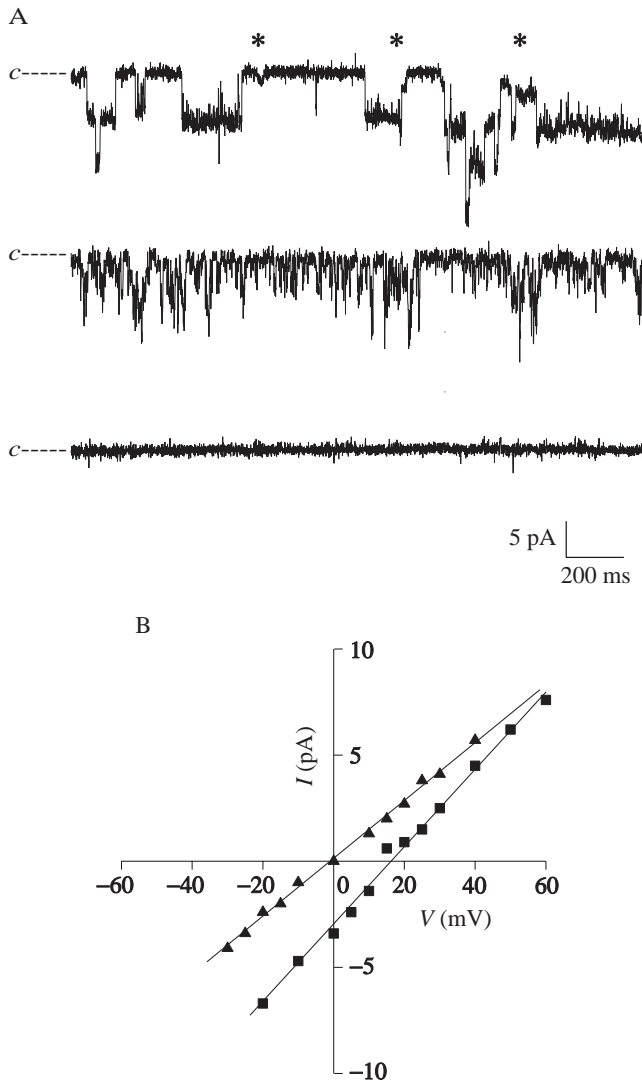 A
* * *
c-----
c-----
c-----
5 pA
200 ms
B
10
5
I (pA)
−60 −40 −20 0 20 40 60
V (mV)
−5
−10